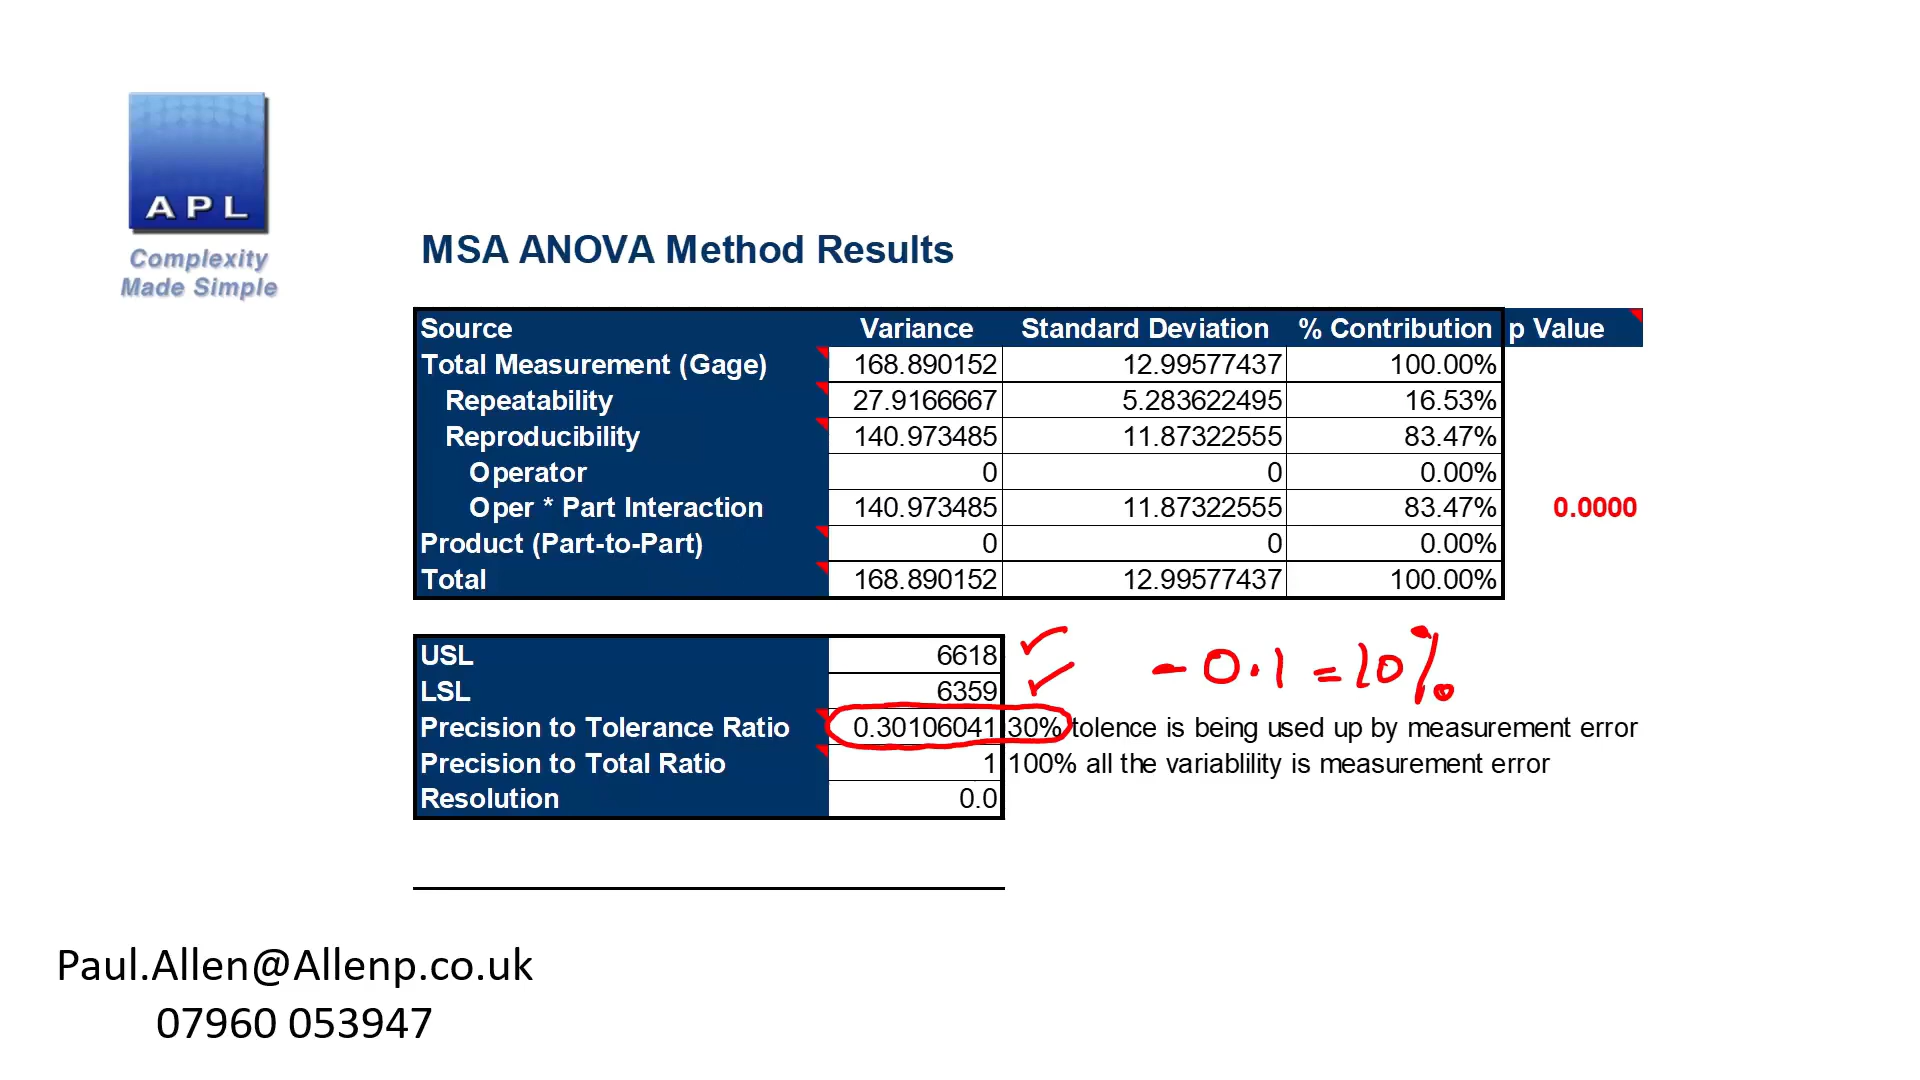 APL
Complexity
Made Simple
MSA ANOVA Method Results
Source Variance Standard Deviation % Contribution p Value
Total Measurement (Gage) 168.890152 12.99577437 100.00%
Repeatability 27.9166667 5.283622495 16.53%
Reproducibility 140.973485 11.87322555 83.47%
Operator 0 0 0.00%
Oper * Part Interaction 140.973485 11.87322555 83.47% 0.0000
Product (Part-to-Part) 0 0 0.00%
Total 168.890152 12.99577437 100.00%
USL 6618
LSL 6359
- 0.1 = 10%
Precision to Tolerance Ratio 0.30106041 30% tolence is being used up by measurement error
Precision to Total Ratio 1 100% all the variablility is measurement error
Resolution 0.0
Paul.Allen@Allenp.co.uk
07960 053947